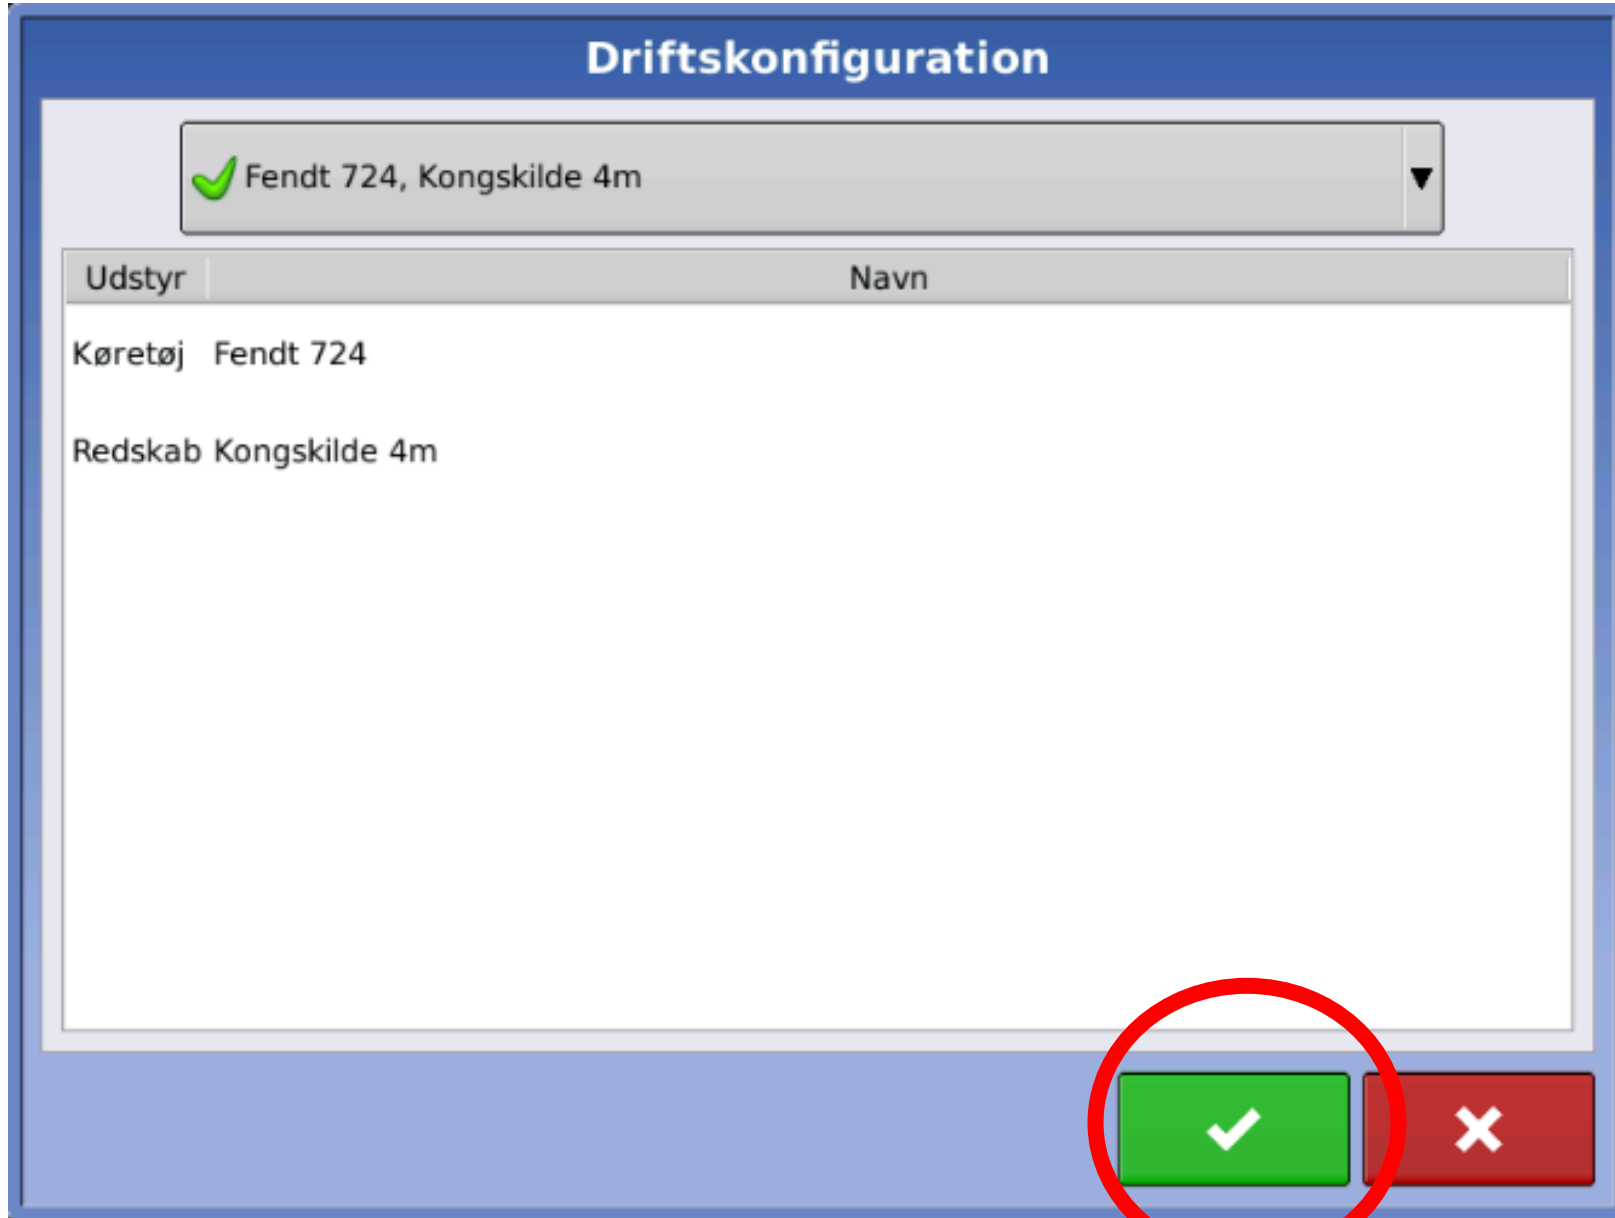 Driftskonfiguration
Fendt 724, Kongskilde 4m
Udstyr Navn
Køretøj Fendt 724
Redskab Kongskilde 4m